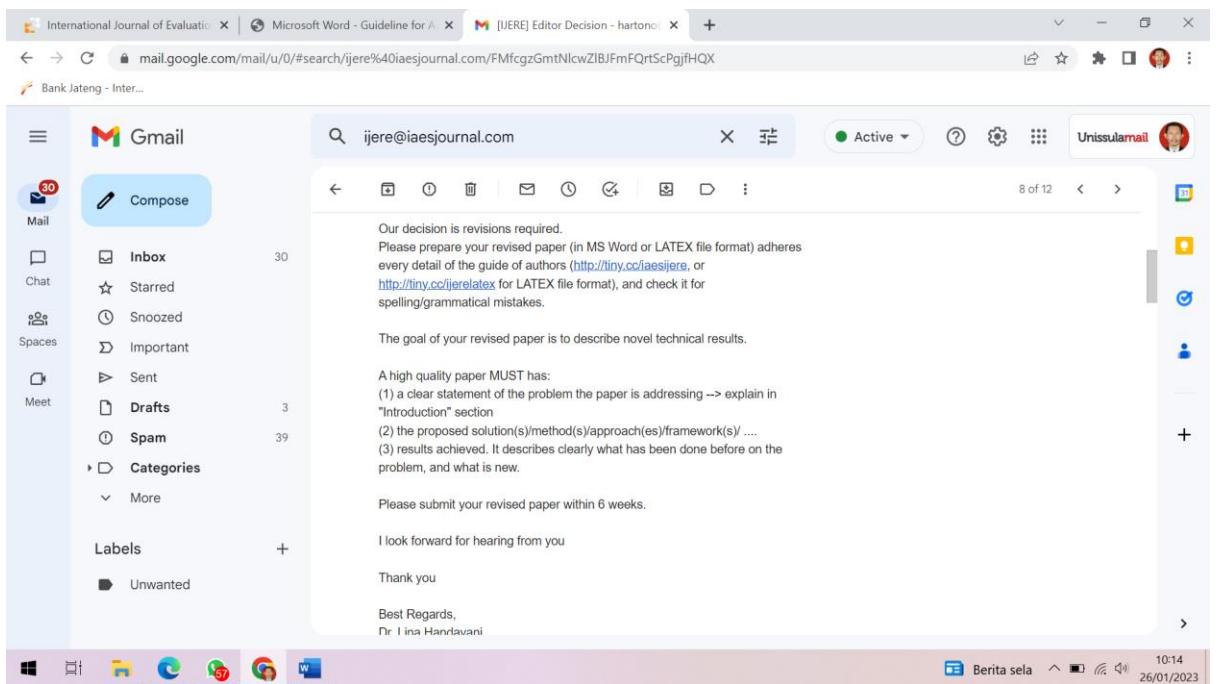 International Journal of Evaluatio
Microsoft Word - Guideline for A
[IJERE] Editor Decision - hartono
mail.google.com/mail/u/0/#search/ijere%40iaesjournal.com/FMfcgzGmtNlcwZlBJFmFQrtScPgjfHQX
Bank Jateng - Inter...
Gmail
ijere@iaesjournal.com
Active
Unissulamail
30
Mail
Chat
Spaces
Meet
Compose
Inbox 30
Starred
Snoozed
Important
Sent
Drafts 3
Spam 39
Categories
More
Labels
Unwanted
8 of 12
31
Our decision is revisions required.
Please prepare your revised paper (in MS Word or LATEX file format) adheres
every detail of the guide of authors (http://tiny.cc/iaesijere, or
http://tiny.cc/ijerelatex for LATEX file format), and check it for
spelling/grammatical mistakes.
The goal of your revised paper is to describe novel technical results.
A high quality paper MUST has:
(1) a clear statement of the problem the paper is addressing --> explain in
"Introduction" section
(2) the proposed solution(s)/method(s)/approach(es)/framework(s)/ ....
(3) results achieved. It describes clearly what has been done before on the
problem, and what is new.
Please submit your revised paper within 6 weeks.
I look forward for hearing from you
Thank you
Best Regards,
Dr. Lina Handayani
57
Berita sela
10:14
26/01/2023